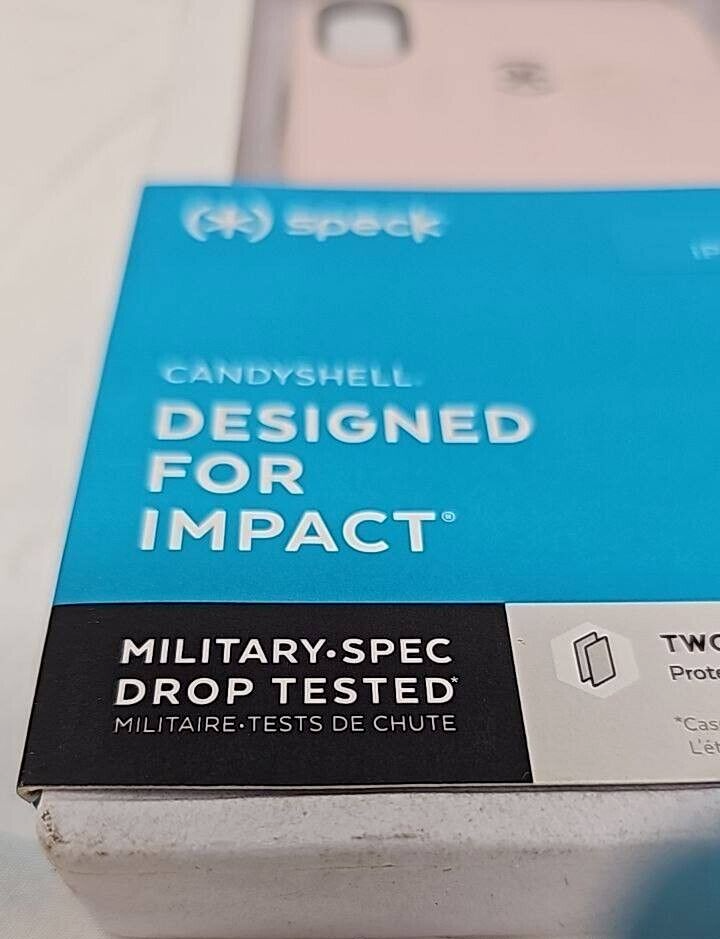 speck
CANDYSHELL
DESIGNED
FOR
IMPACT®
MILITARY•SPEC
DROP TESTED*
MILITAIRE•TESTS DE CHUTE